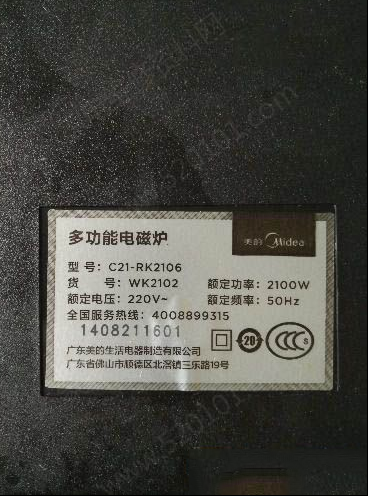 多功能电磁炉
美的 Midea
型 号: C21-RK2106
货 号: WK2102 额定功率: 2100W
额定电压: 220V~ 额定频率: 50Hz
全国服务热线: 4008899315
1408211601
20
CCC S
广东美的生活电器制造有限公司
广东省佛山市顺德区北滘镇三乐路19号